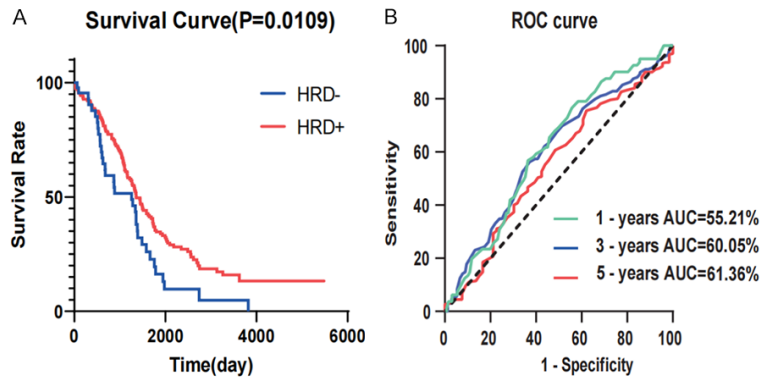 A
Survival Curve(P=0.0109)
Survival Rate
100
50
0
0
2000
4000
6000
Time(day)
HRD-
HRD+
B
ROC curve
Sensitivity
100
80
60
40
20
0
0
20
40
60
80
100
1 - Specificity
1 - years AUC=55.21%
3 - years AUC=60.05%
5 - years AUC=61.36%